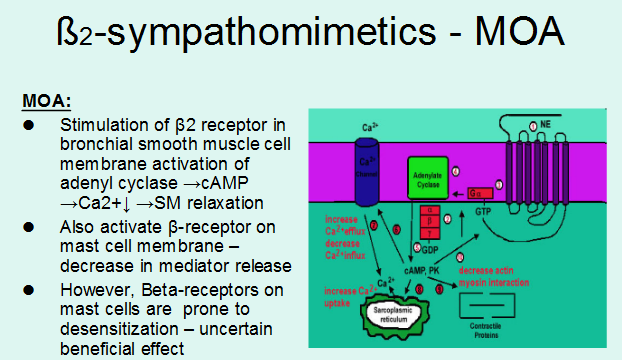 ß2-sympathomimetics - MOA
MOA:
● Stimulation of β2 receptor in
bronchial smooth muscle cell
membrane activation of
adenyl cyclase →cAMP
→Ca2+↓ →SM relaxation
● Also activate β-receptor on
mast cell membrane –
decrease in mediator release
● However, Beta-receptors on
mast cells are prone to
desensitization – uncertain
beneficial effect
Ca²⁺
NE
Ca²⁺
Channel
Adenylate
Cyclase
Gα
GTP
α
β
γ
GDP
increase
Ca²⁺efflux
decrease
Ca²⁺influx
cAMP, PK
decrease actin
myosin interaction
Ca²⁺
increase Ca²⁺
uptake
Sarcoplasmic
reticulum
Contractile
Proteins